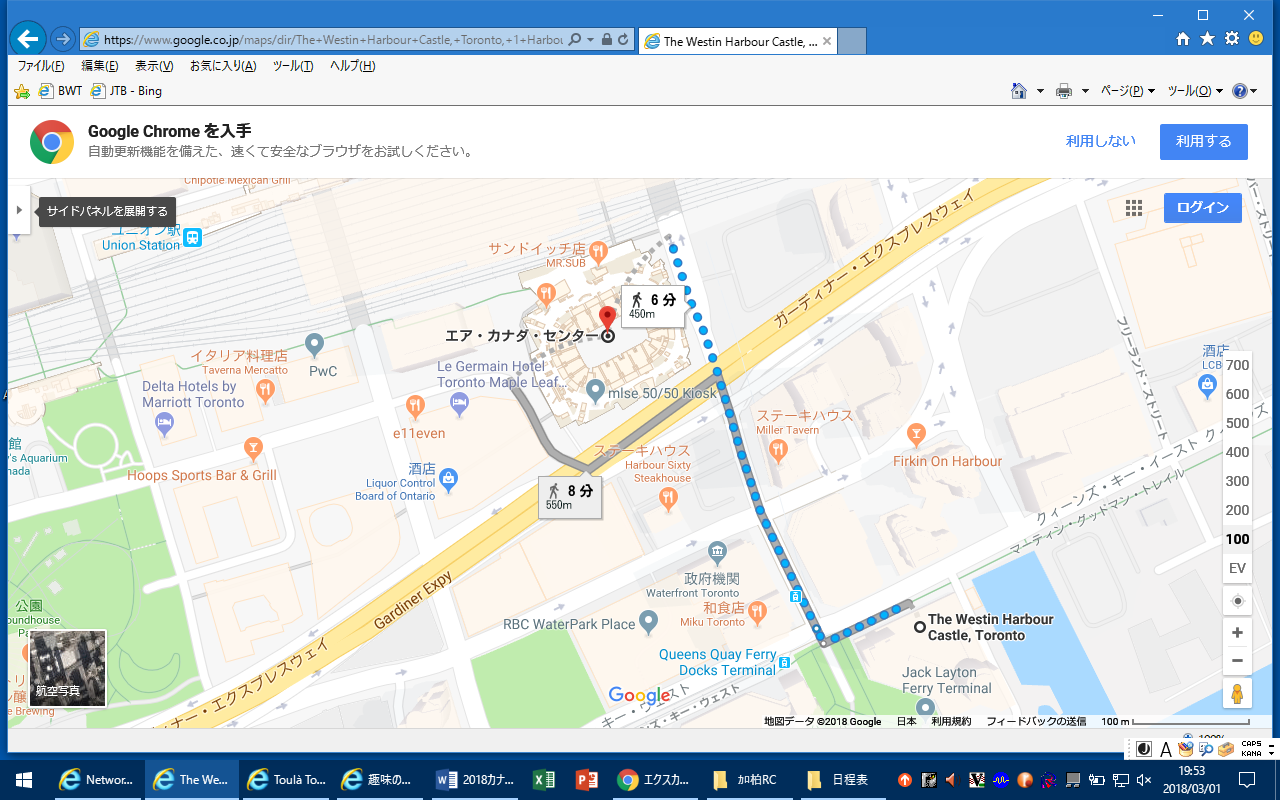 https://www.google.co.jp/maps/dir/The+Westin+Harbour+Castle,+Toronto,+1+Harbou
The Westin Harbour Castle, ...
ファイル(F) 編集(E) 表示(V) お気に入り(A) ツール(T) ヘルプ(H)
BWT JTB - Bing
ページ(P) ツール(O)
Google Chrome を入手
自動更新機能を備えた、速くて安全なブラウザをお試しください。
利用しない
利用する
サイドパネルを展開する
ログイン
Chipotle Mexican Grill
ユニオン駅
Union Station
サンドイッチ店
MR.SUB
6 分
450m
エア・カナダ・センター
ガーディナー・エクスプレスウェイ
イタリア料理店
Taverna Mercatto
PwC
Le Germain Hotel
Toronto Maple Leaf...
mlse 50/50 Kiosk
Delta Hotels by
Marriott Toronto
e11even
ステーキハウス
Miller Tavern
フリーランド・ストリート
酒店
LCB
Firkin On Harbour
館
's Aquarium
nada
Hoops Sports Bar & Grill
酒店
Liquor Control
Board of Ontario
ステーキハウス
Harbour Sixty
Steakhouse
8 分
550m
クィーンズ・キー・イースト
マーティン・グッドマン・トレイル
700
600
500
400
300
200
100
EV
Gardiner Expy
政府機関
Waterfront Toronto
和食店
Miku Toronto
RBC WaterPark Place
The Westin Harbour
Castle, Toronto
公園
oundhouse
Queens Quay Ferry
Docks Terminal
Jack Layton
Ferry Terminal
航空写真
e Brewing
Google
地図データ ©2018 Google 日本 利用規約 フィードバックの送信 100 m
A CAPS
KANA
Networ... The We... Toulà To... 趣味の... 2018カナ... エクスカ... 加柏RC 日程表
19:53
2018/03/01